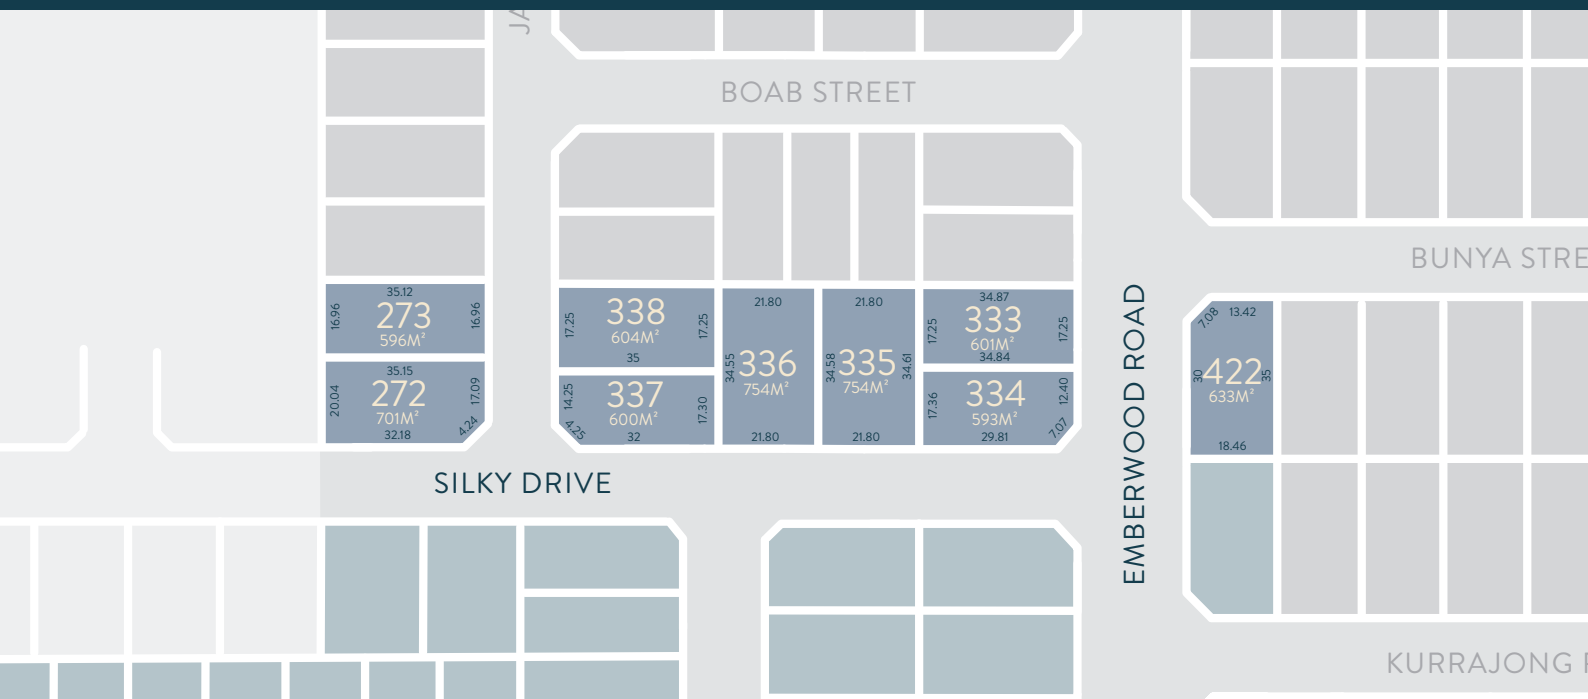 JA
BOAB STREET
BUNYA STRE
35.12
16.96
273
16.96
596M²
35.15
20.04
272
17.09
701M²
32.18
4.24
17.25
338
17.25
604M²
35
14.25
337
17.30
600M²
4.25
32
21.80
34.55
336
754M²
21.80
21.80
34.58
335
34.61
754M²
21.80
34.87
17.25
333
17.25
601M²
34.84
17.36
334
12.40
593M²
29.81
7.07
EMBERWOOD ROAD
7.08
13.42
30
422
35
633M²
18.46
SILKY DRIVE
KURRAJONG